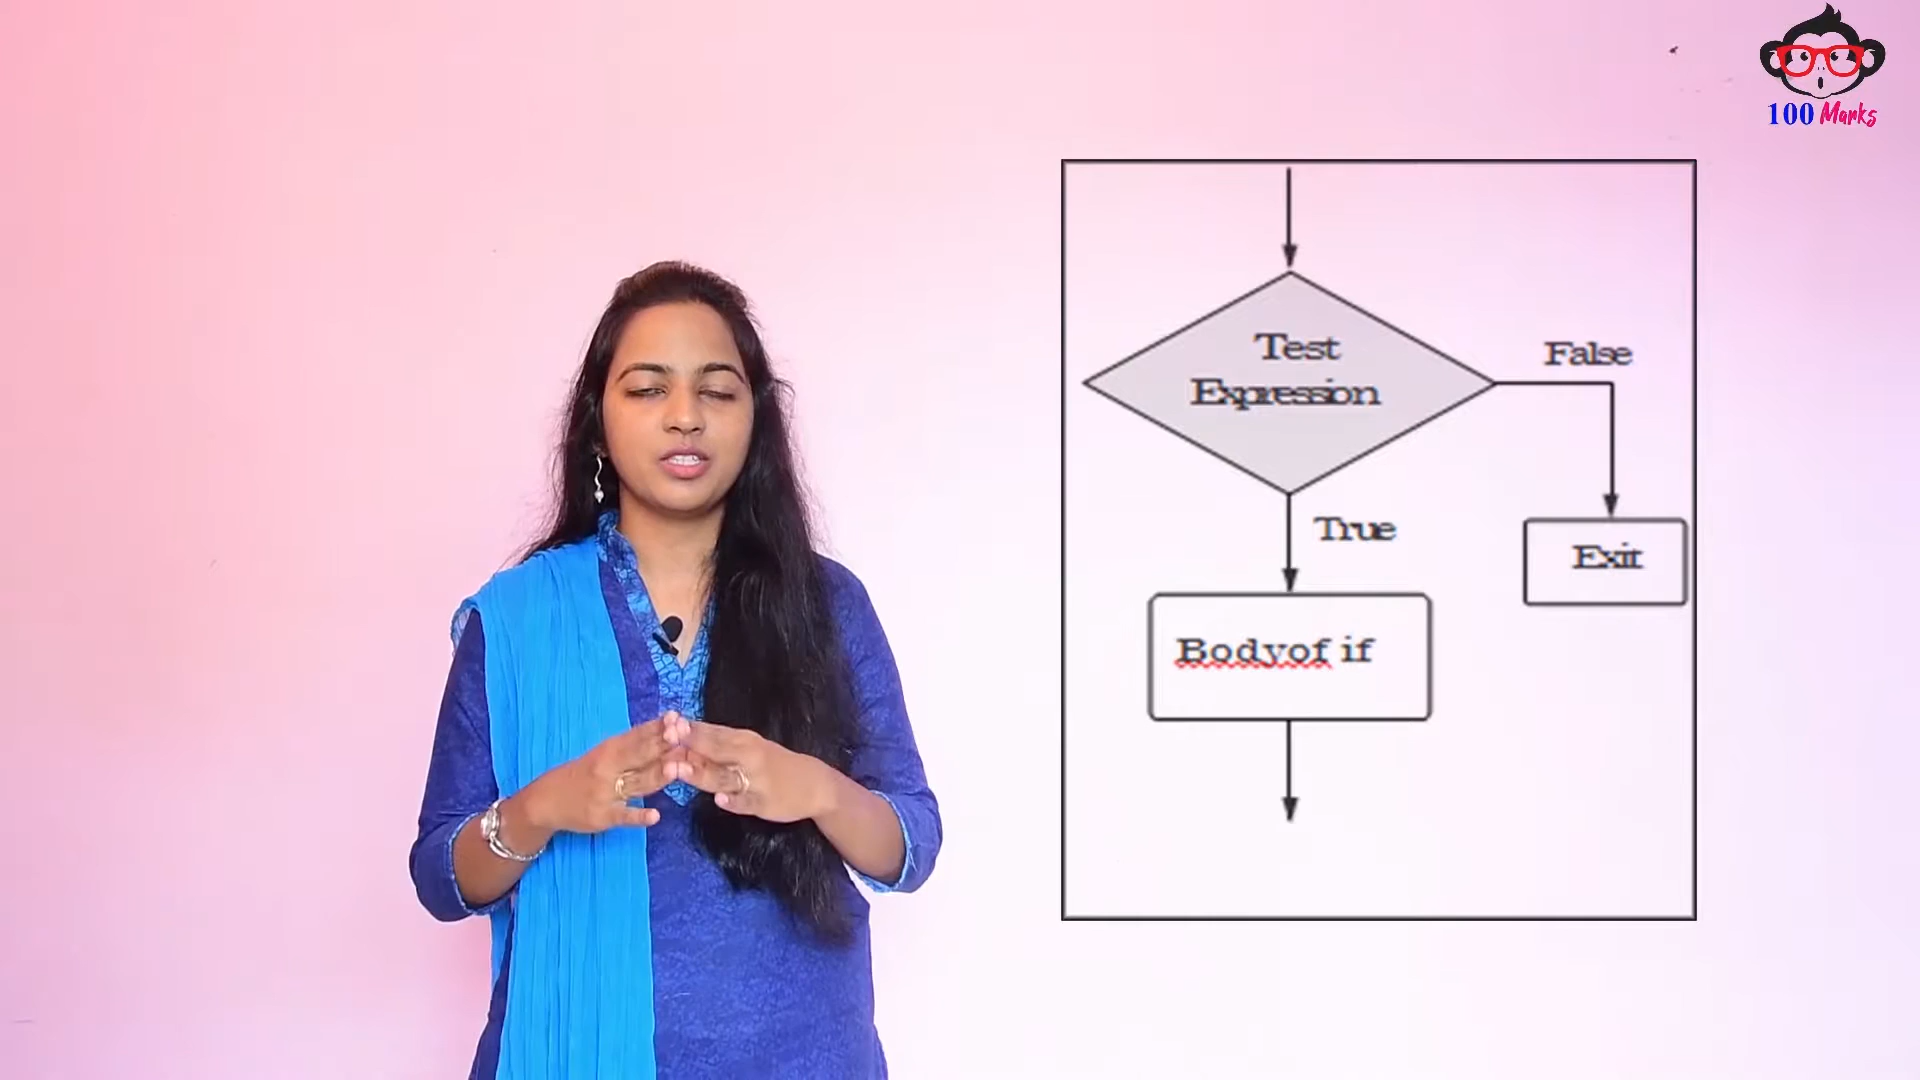 100 Marks
Test
Expression
False
True
Exit
Bodyof if